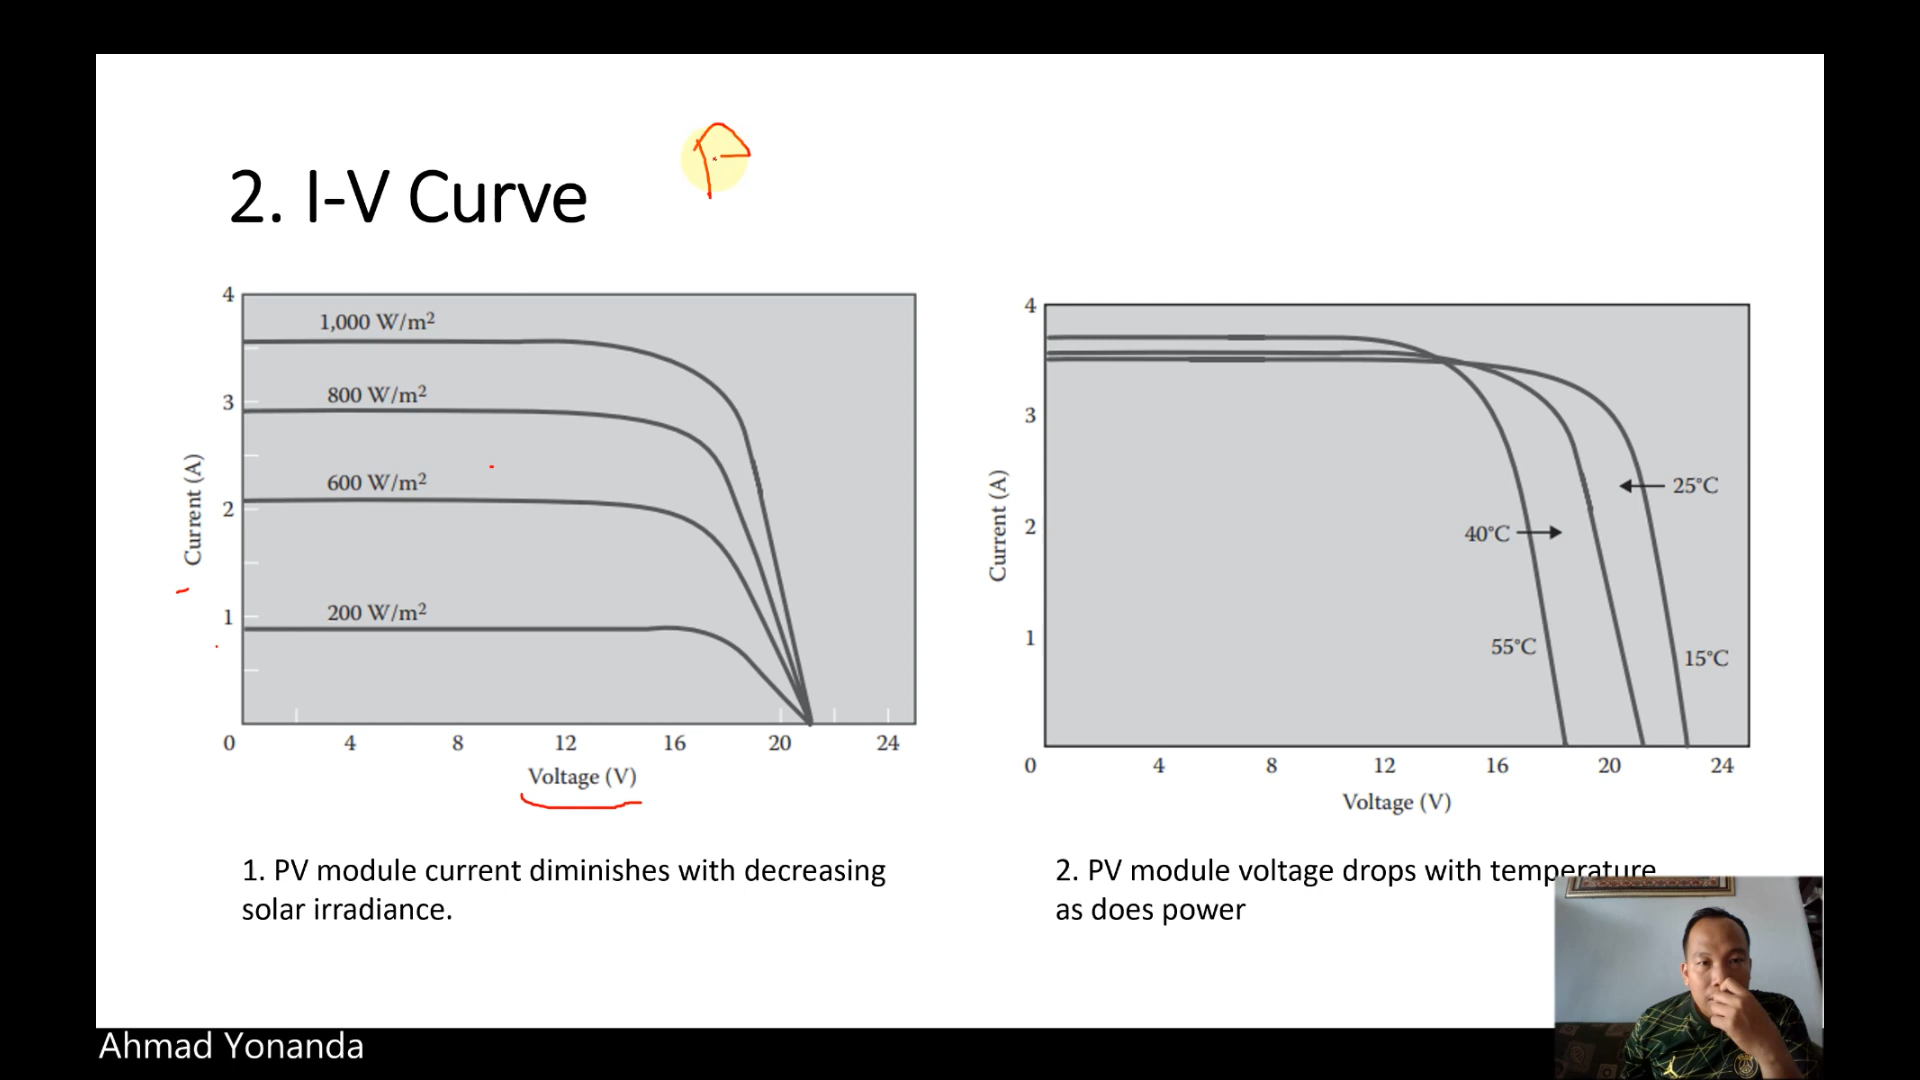 2. I-V Curve
4
1,000 W/m²
800 W/m²
3
600 W/m²
2
200 W/m²
1
Current (A)
0 4 8 12 16 20 24
Voltage (V)
4
3
25°C
2
40°C
1
55°C
15°C
Current (A)
0 4 8 12 16 20 24
Voltage (V)
1. PV module current diminishes with decreasing
solar irradiance.
2. PV module voltage drops with temperature
as does power
Ahmad Yonanda